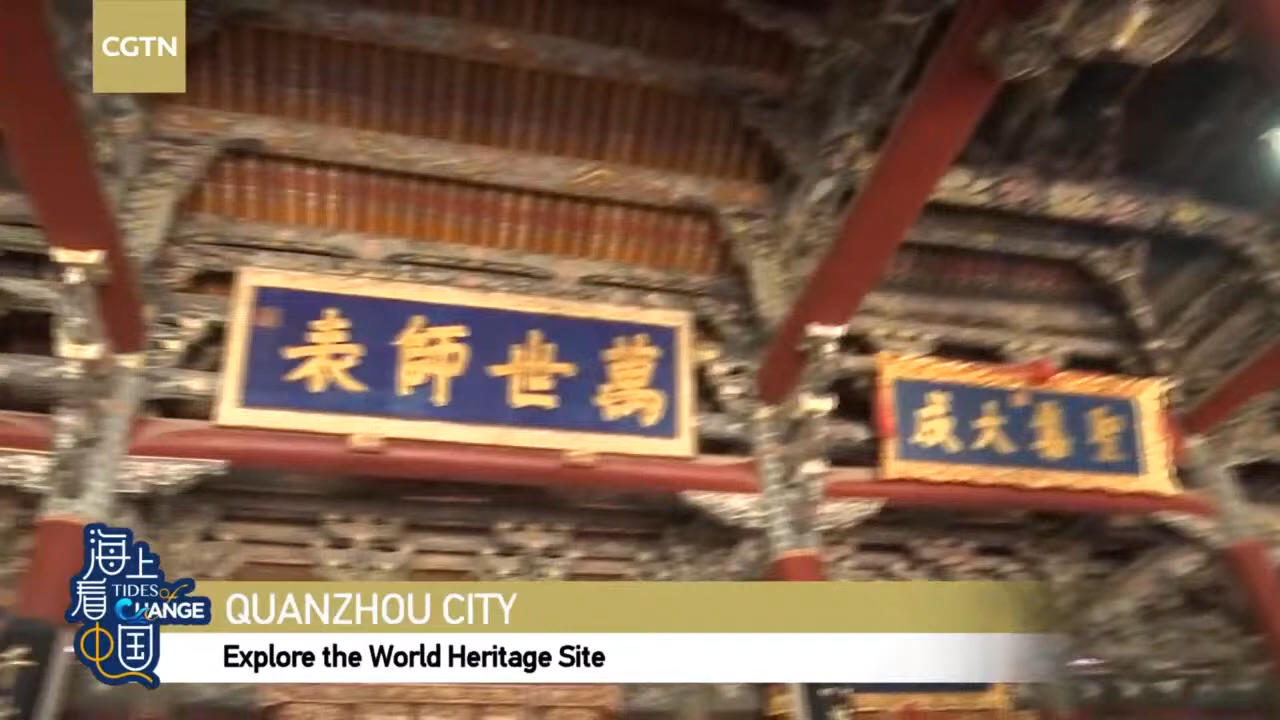 CGTN
萬世師表
聖集大成
海上
看
中国
TIDES of
CHANGE
QUANZHOU CITY
Explore the World Heritage Site